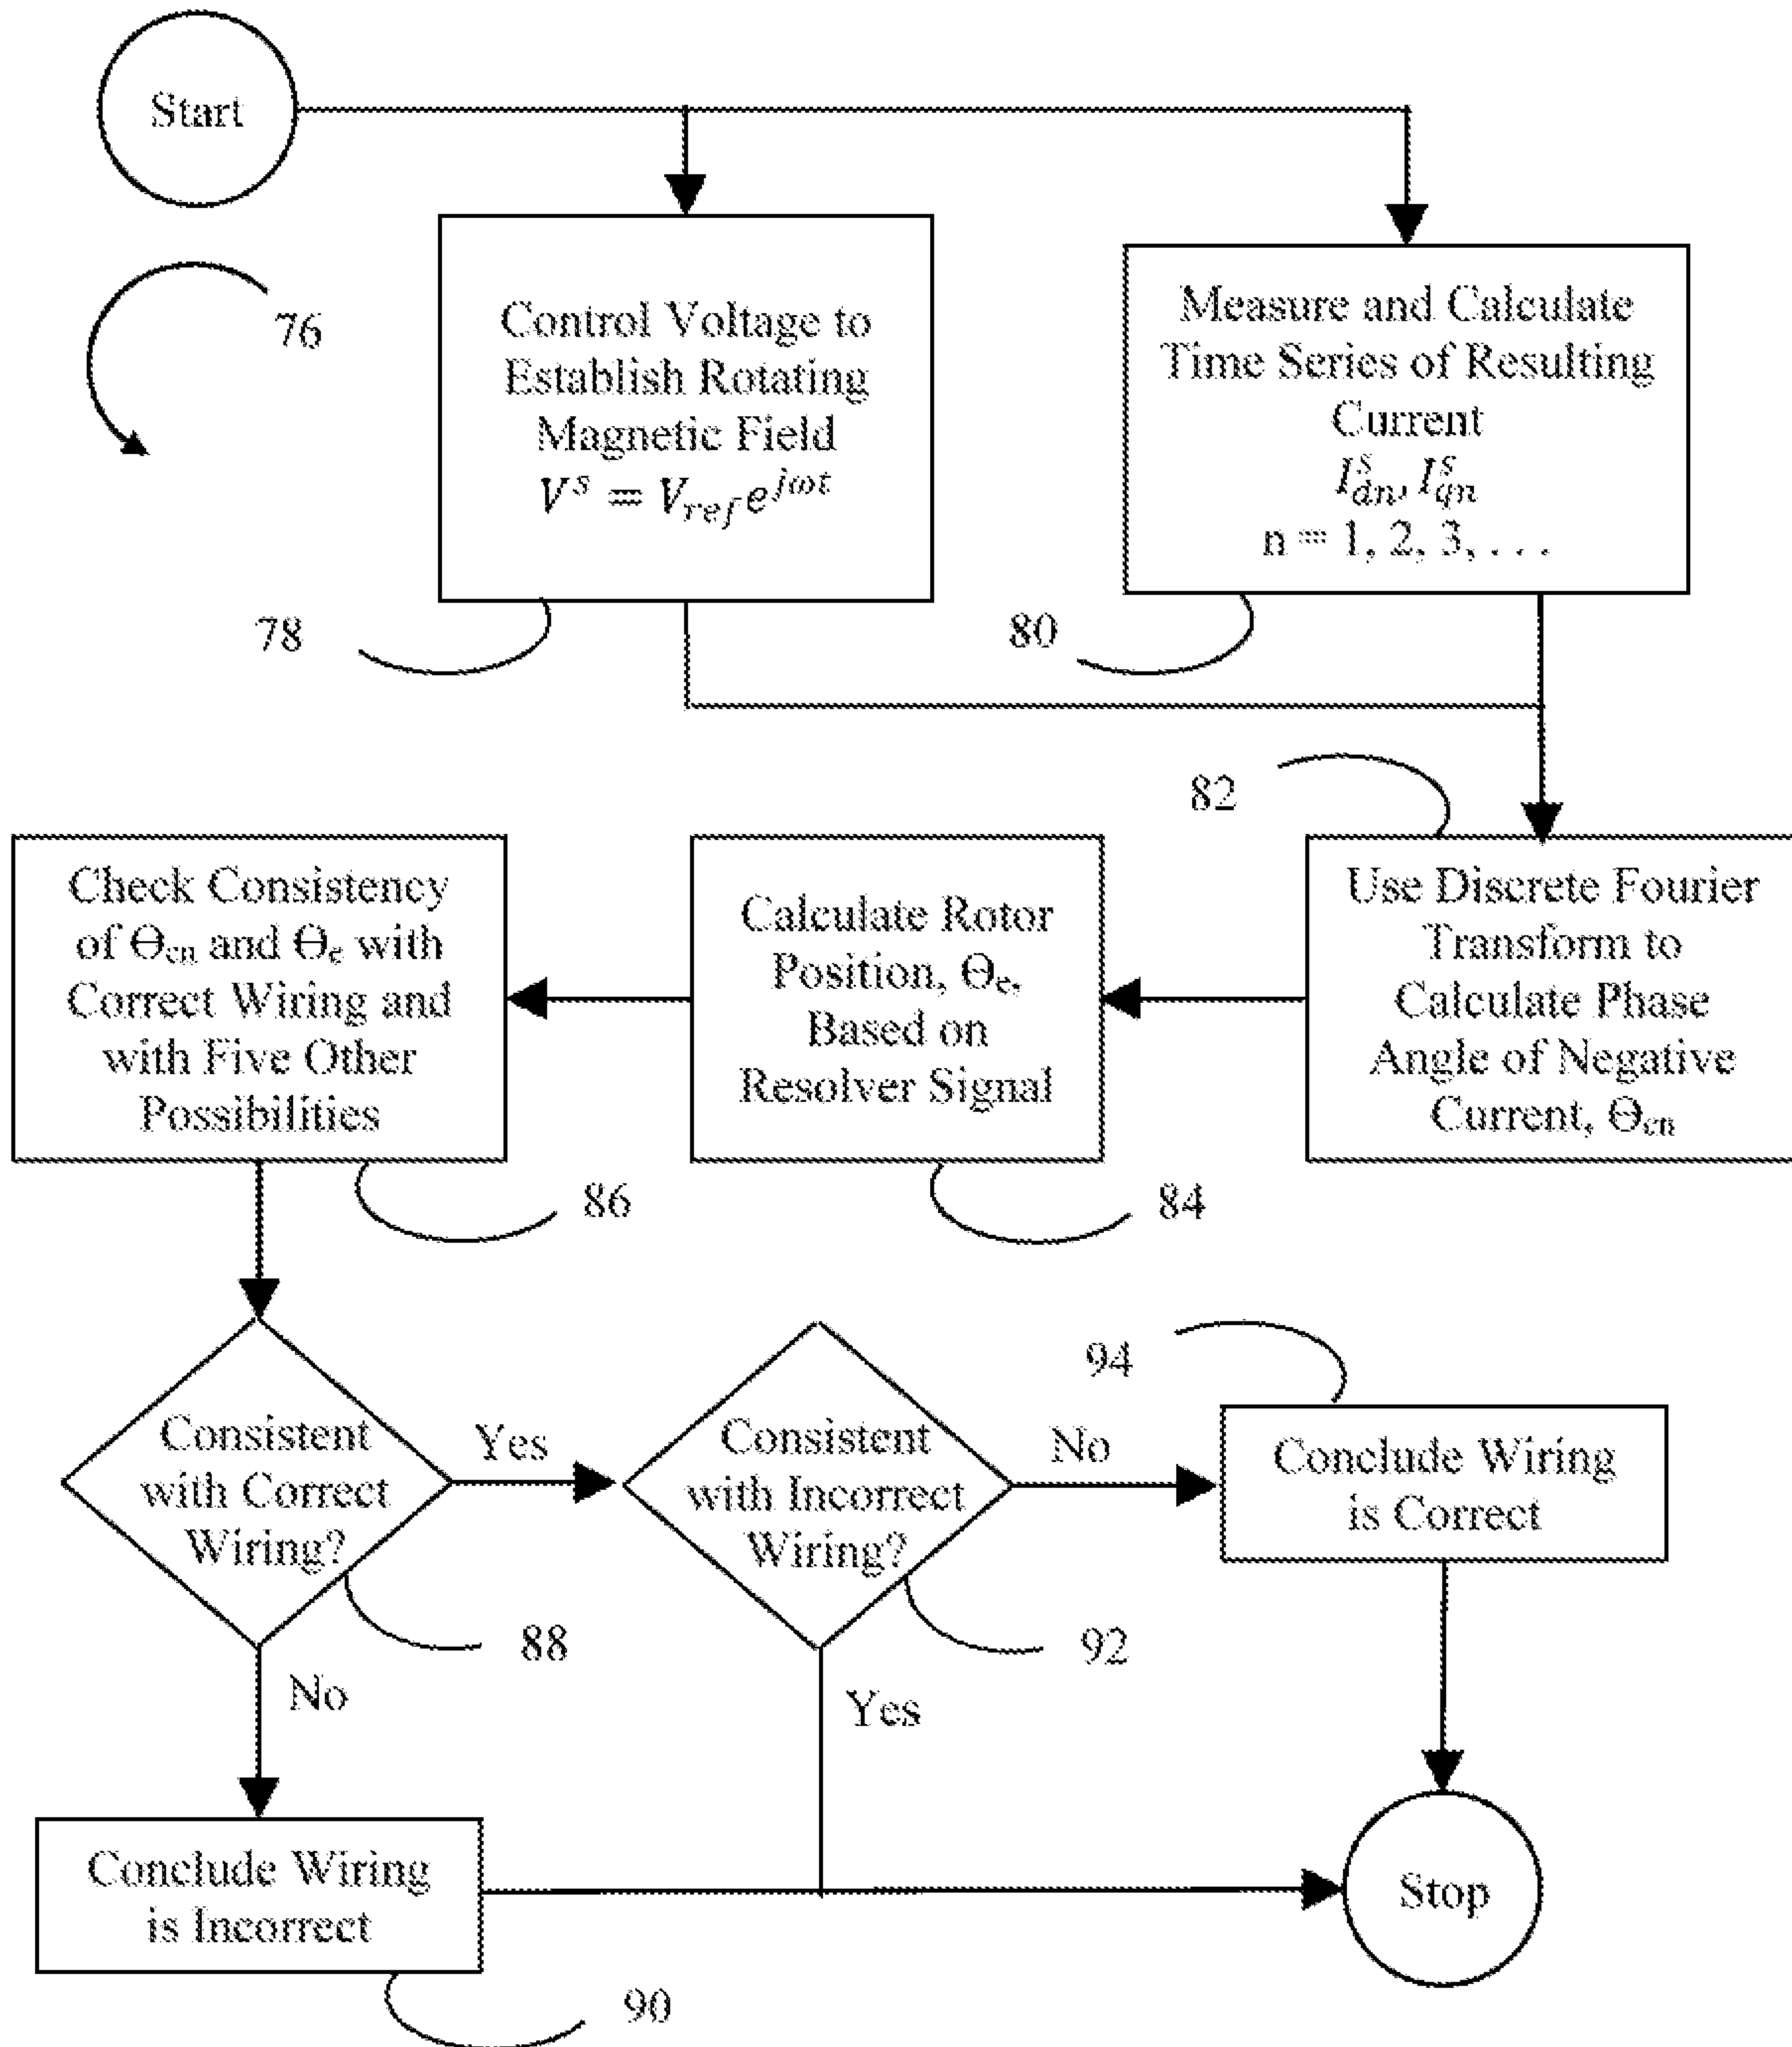 Start
76
Control Voltage to
Establish Rotating
Magnetic Field
V^s = V_ref e^{jωt}
78
Measure and Calculate
Time Series of Resulting
Current
I^s_dn, I^s_qn
n = 1, 2, 3, . . .
80
82
Use Discrete Fourier
Transform to
Calculate Phase
Angle of Negative
Current, Θ_cn
Calculate Rotor
Position, Θ_e,
Based on
Resolver Signal
84
Check Consistency
of Θ_cn and Θ_e with
Correct Wiring and
with Five Other
Possibilities
86
Consistent
with Correct
Wiring?
88
Yes
No
Consistent
with Incorrect
Wiring?
92
No
Yes
94
Conclude Wiring
is Correct
Conclude Wiring
is Incorrect
90
Stop